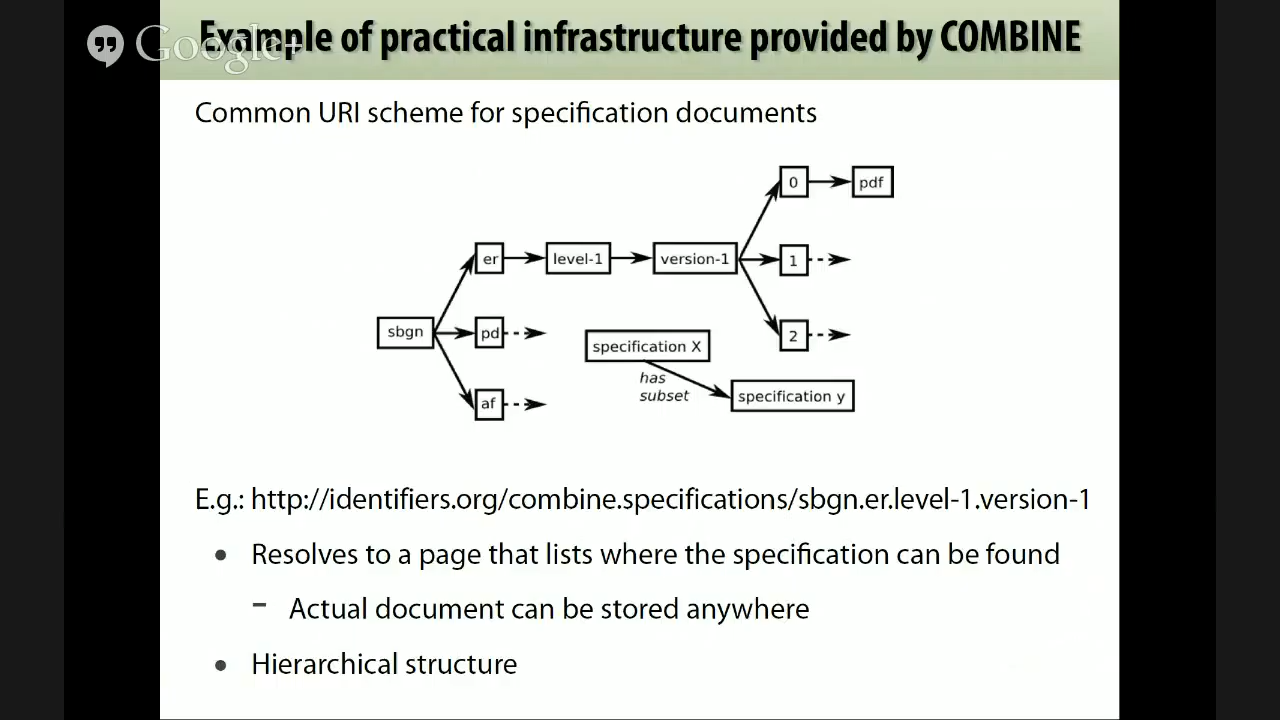 Example of practical infrastructure provided by COMBINE
Google+
Common URI scheme for specification documents
0
pdf
er
level-1
version-1
1
sbgn
pd
2
specification X
has
subset
specification y
af
E.g.: http://identifiers.org/combine.specifications/sbgn.er.level-1.version-1
• Resolves to a page that lists where the specification can be found
– Actual document can be stored anywhere
• Hierarchical structure